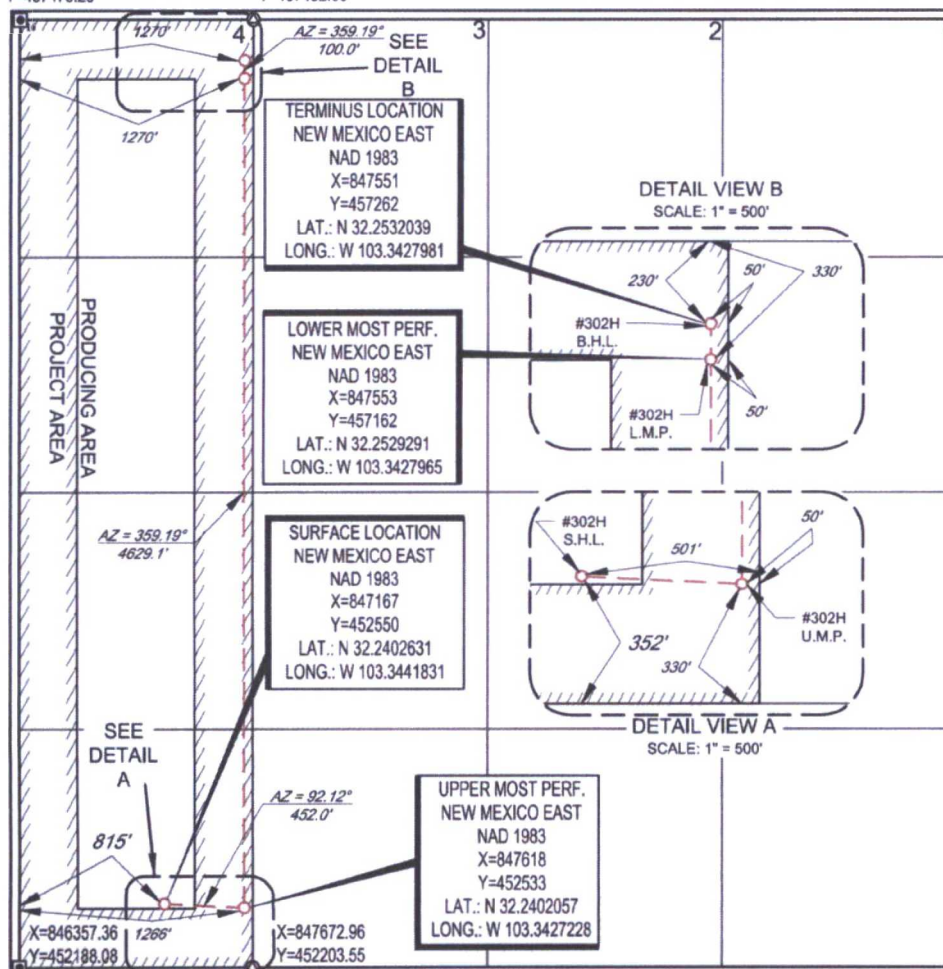 1270'
4
AZ = 359.19°
100.0'
SEE
DETAIL
B
3
2
1270'
TERMINUS LOCATION
NEW MEXICO EAST
NAD 1983
X=847551
Y=457262
LAT.: N 32.2532039
LONG.: W 103.3427981
DETAIL VIEW B
SCALE: 1" = 500'
230'
50'
330'
#302H
B.H.L.
50'
#302H
L.M.P.
PRODUCING AREA
PROJECT AREA
LOWER MOST PERF.
NEW MEXICO EAST
NAD 1983
X=847553
Y=457162
LAT.: N 32.2529291
LONG.: W 103.3427965
AZ = 359.19°
4629.1'
SURFACE LOCATION
NEW MEXICO EAST
NAD 1983
X=847167
Y=452550
LAT.: N 32.2402631
LONG.: W 103.3441831
#302H
S.H.L.
501'
50'
352'
330'
#302H
U.M.P.
DETAIL VIEW A
SCALE: 1" = 500'
SEE
DETAIL
A
AZ = 92.12°
452.0'
815'
UPPER MOST PERF.
NEW MEXICO EAST
NAD 1983
X=847618
Y=452533
LAT.: N 32.2402057
LONG.: W 103.3427228
1266'
X=846357.36
Y=452188.08
X=847672.96
Y=452203.55